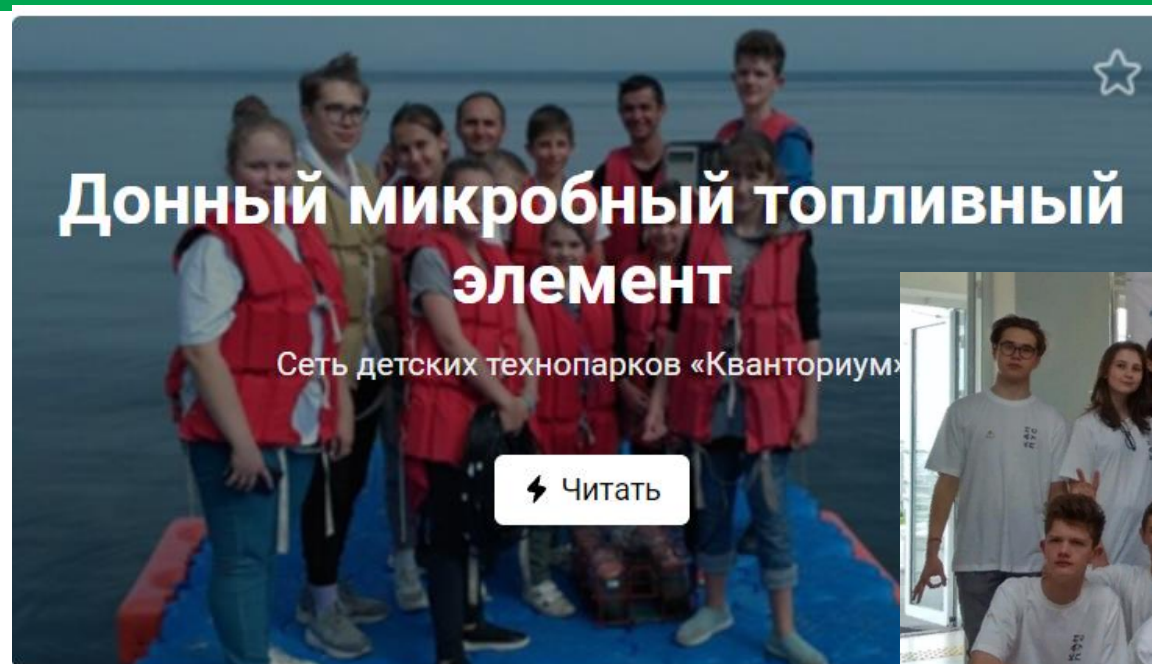 Донный микробный топливный
элемент
Сеть детских технопарков «Кванториум»
Читать